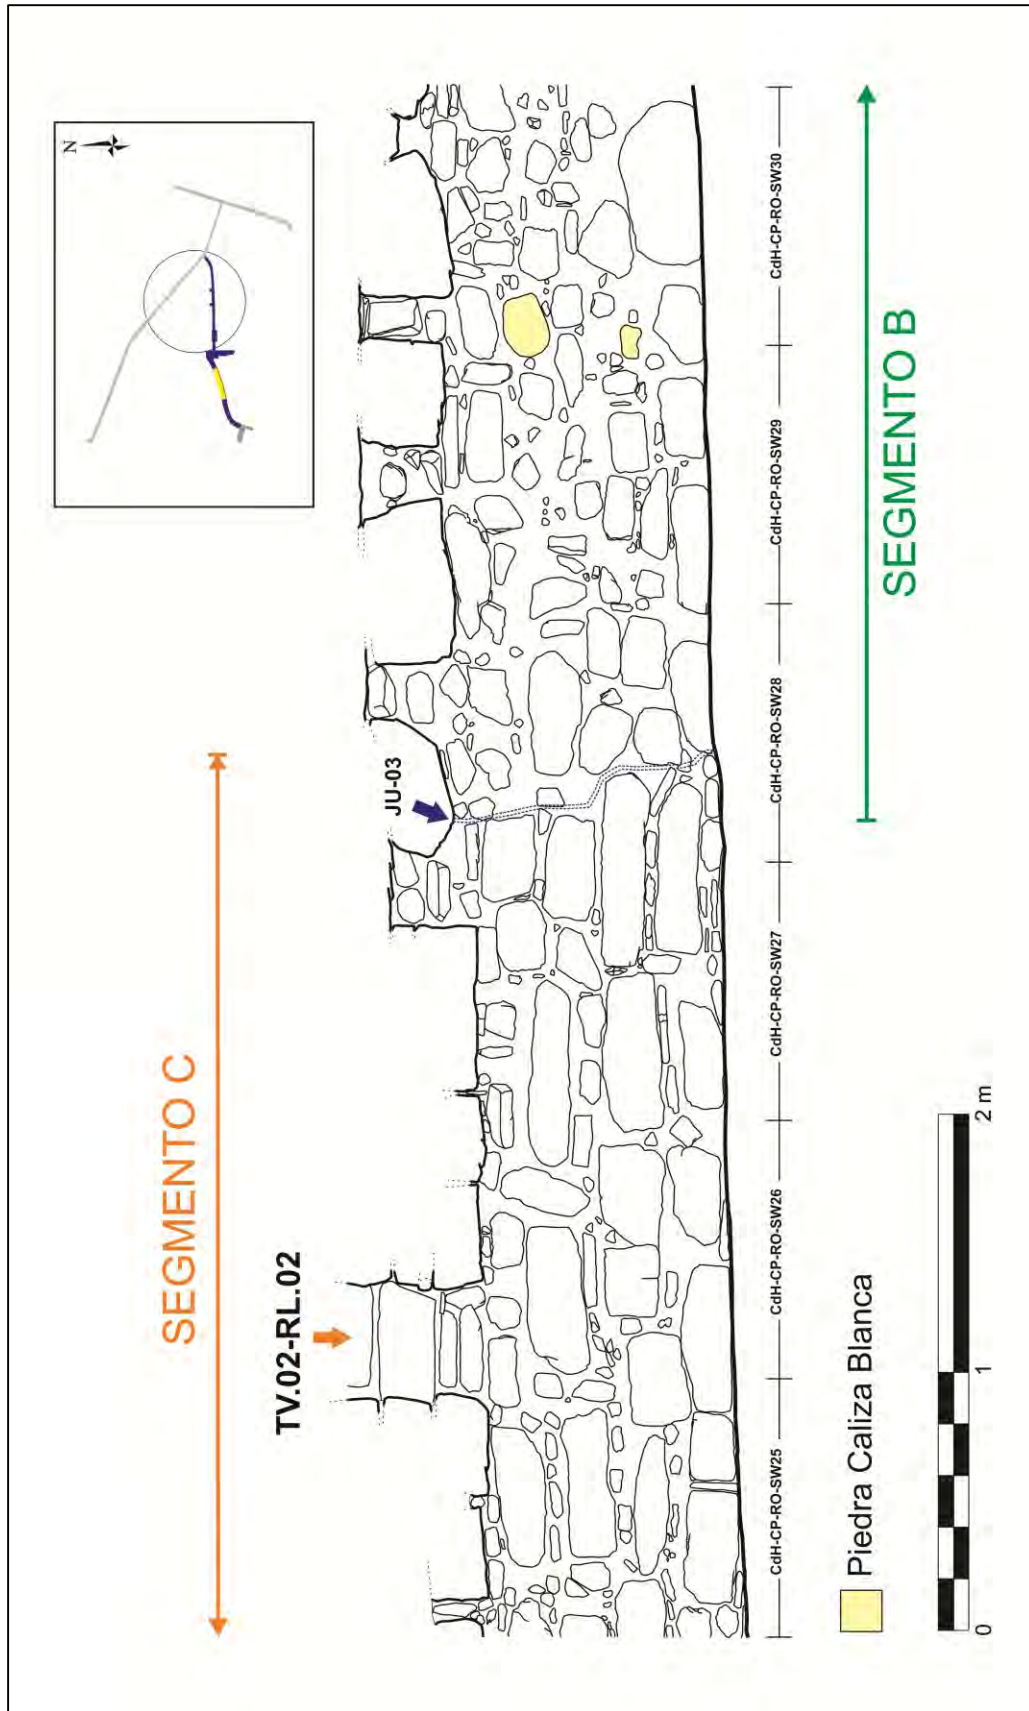 SEGMENTO C
N
TV.02-RL.02
JU-03
CdH-CP-RO-SW25
CdH-CP-RO-SW26
CdH-CP-RO-SW27
CdH-CP-RO-SW28
CdH-CP-RO-SW29
CdH-CP-RO-SW30
Piedra Caliza Blanca
SEGMENTO B
0
1
2 m